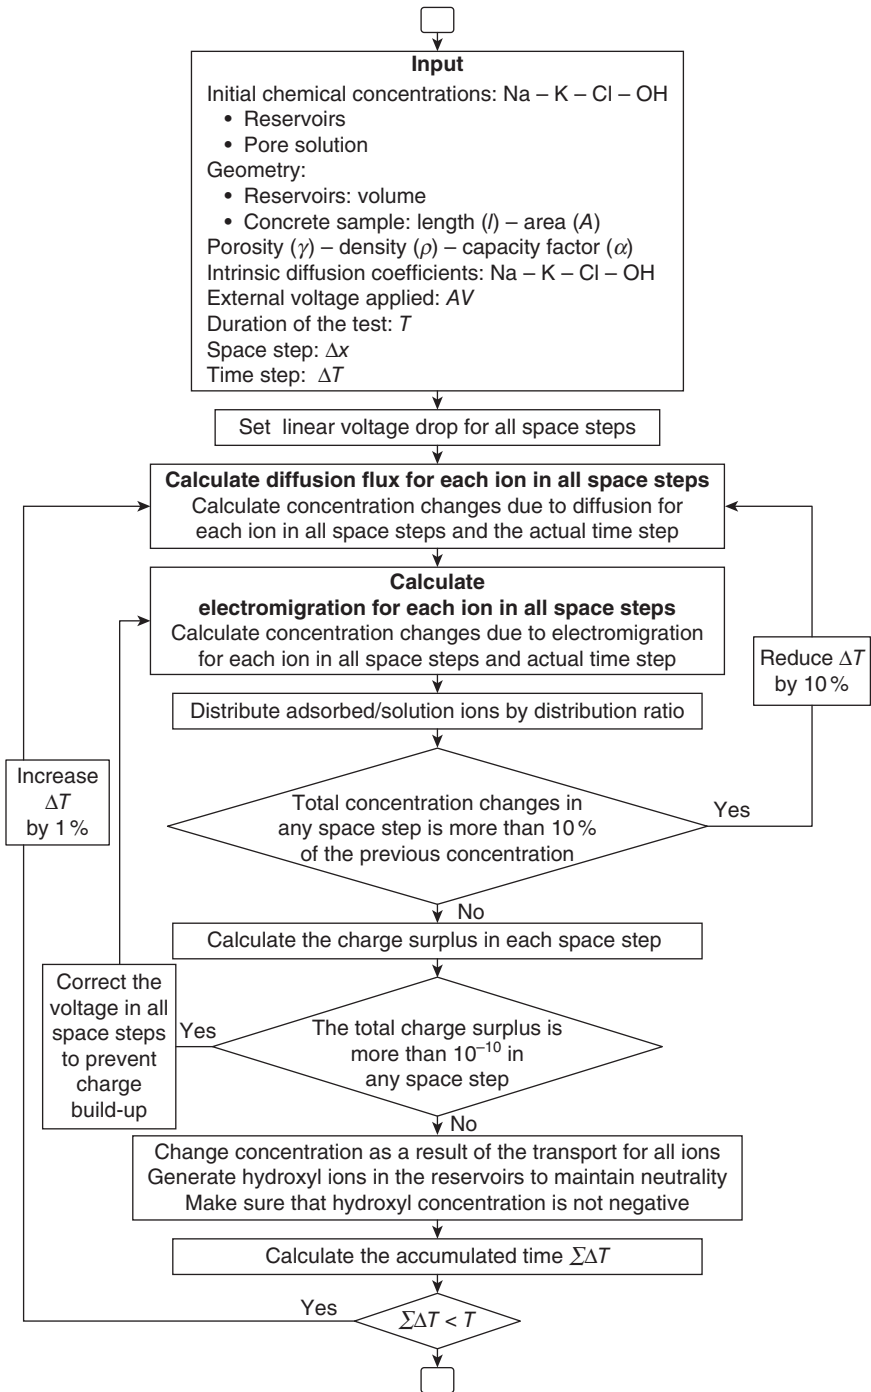 Input
Initial chemical concentrations: Na – K – Cl – OH
• Reservoirs
• Pore solution
Geometry:
• Reservoirs: volume
• Concrete sample: length (l) – area (A)
Porosity (γ) – density (ρ) – capacity factor (α)
Intrinsic diffusion coefficients: Na – K – Cl – OH
External voltage applied: AV
Duration of the test: T
Space step: Δx
Time step: ΔT
Set linear voltage drop for all space steps
Calculate diffusion flux for each ion in all space steps
Calculate concentration changes due to diffusion for
each ion in all space steps and the actual time step
Calculate
electromigration for each ion in all space steps
Calculate concentration changes due to electromigration
for each ion in all space steps and actual time step
Reduce ΔT
by 10 %
Distribute adsorbed/solution ions by distribution ratio
Increase
ΔT
by 1 %
Total concentration changes in
any space step is more than 10 %
of the previous concentration
Yes
No
Calculate the charge surplus in each space step
Correct the
voltage in all
space steps
to prevent
charge
build-up
Yes
The total charge surplus is
more than 10⁻¹⁰ in
any space step
No
Change concentration as a result of the transport for all ions
Generate hydroxyl ions in the reservoirs to maintain neutrality
Make sure that hydroxyl concentration is not negative
Calculate the accumulated time ΣΔT
Yes
ΣΔT < T